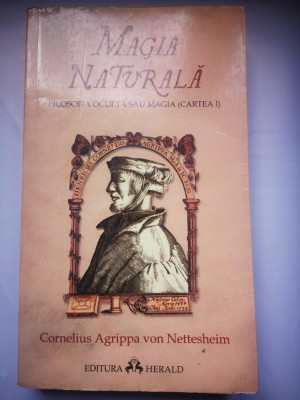 MAGIA
NATURALĂ
FILOSOFIA OCULTĂ SAU MAGIA (CARTEA I)
Cornelius Agrippa von Nettesheim
EDITURA HERALD